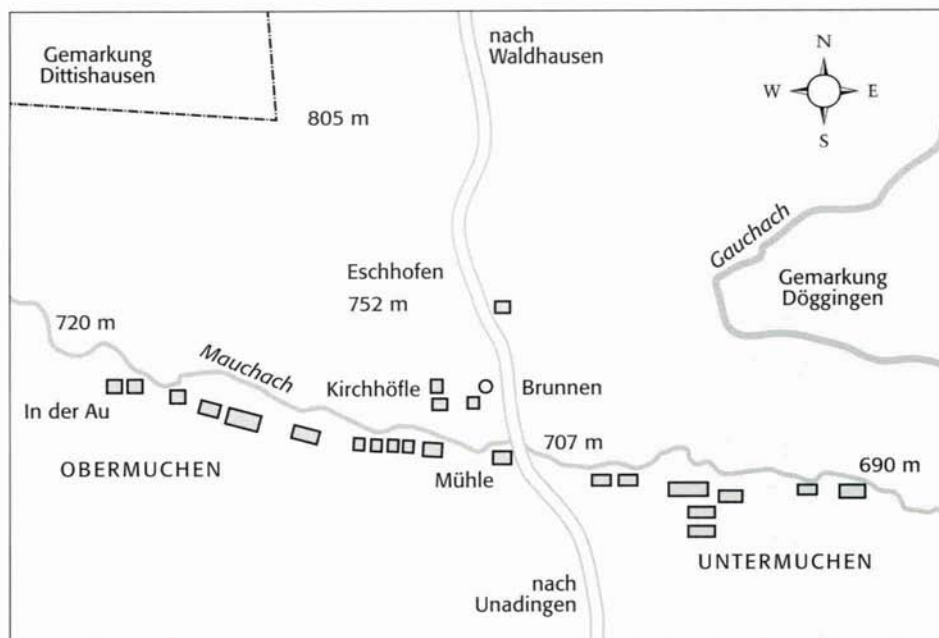 Gemarkung
Dittishausen
nach
Waldhausen
N
W
E
S
805 m
Gauchach
Eschhofen
752 m
Gemarkung
Döggingen
720 m
Mauchach
Kirchhöfle
Brunnen
In der Au
707 m
690 m
OBERMUCHEN
Mühle
UNTERMUCHEN
nach
Unadingen